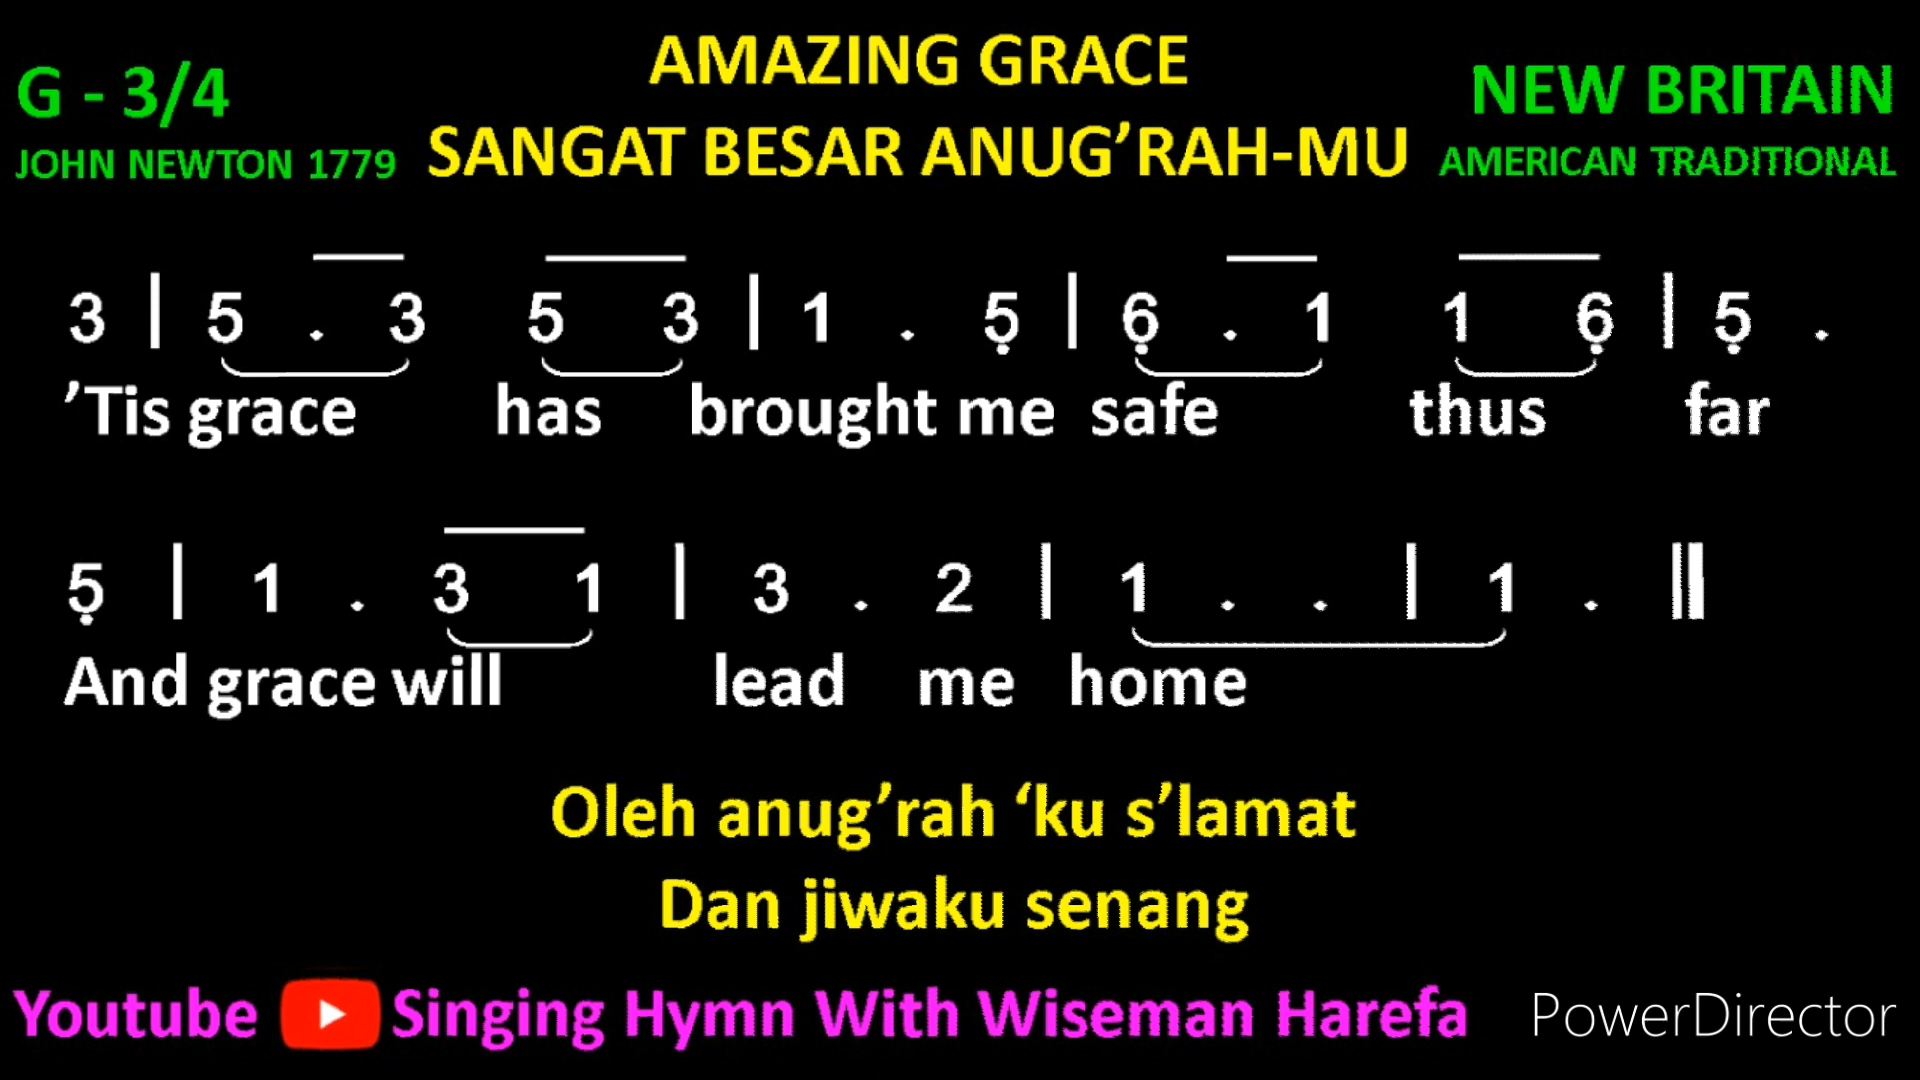 AMAZING GRACE
G - 3/4
NEW BRITAIN
JOHN NEWTON 1779
SANGAT BESAR ANUG’RAH-MU
AMERICAN TRADITIONAL
3 | 5 . 3 5 3 | 1 . 5̣ | 6̣ . 1 1 6̣ | 5̣ .
’Tis grace has brought me safe thus far
5̣ | 1 . 3 1 | 3 . 2 | 1 . . | 1 . ||
And grace will lead me home
Oleh anug’rah ‘ku s’lamat
Dan jiwaku senang
Youtube Singing Hymn With Wiseman Harefa
PowerDirector